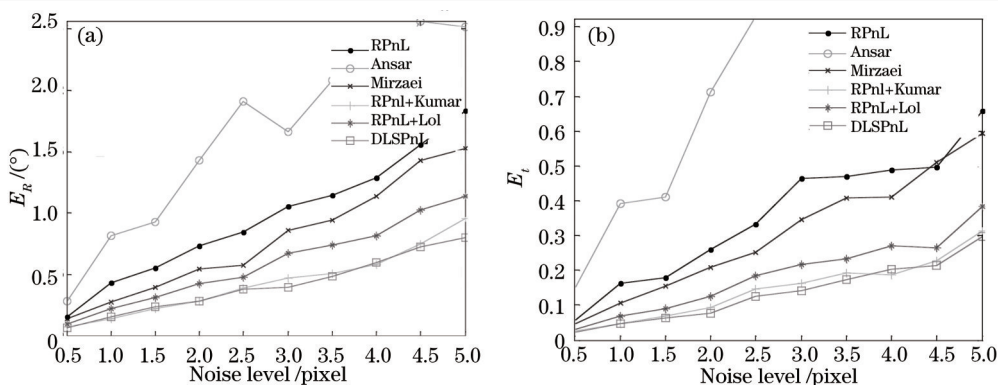 (a)
2.5
2.0
1.5
1.0
0.5
0
E_R /(°)
RPnL
Ansar
Mirzaei
RPnl+Kumar
RPnL+Lol
DLSPnL
0.5 1.0 1.5 2.0 2.5 3.0 3.5 4.0 4.5 5.0
Noise level /pixel
(b)
0.9
0.8
0.7
0.6
0.5
0.4
0.3
0.2
0.1
0
E_t
RPnL
Ansar
Mirzaei
RPnl+Kumar
RPnL+Lol
DLSPnL
0.5 1.0 1.5 2.0 2.5 3.0 3.5 4.0 4.5 5.0
Noise level /pixel